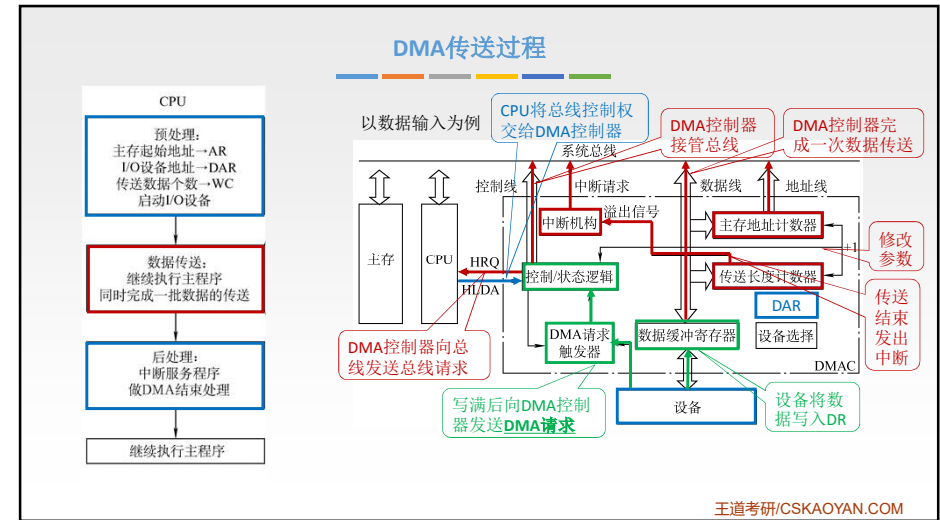 DMA传送过程
CPU
预处理：
主存起始地址→AR
I/O设备地址→DAR
传送数据个数→WC
启动I/O设备
数据传送：
继续执行主程序
同时完成一批数据的传送
后处理：
中断服务程序
做DMA结束处理
继续执行主程序
以数据输入为例
CPU将总线控制权
交给DMA控制器
DMA控制器
接管总线
DMA控制器完
成一次数据传送
系统总线
控制线
中断请求
数据线
地址线
主存
CPU
HRQ
HLDA
中断机构
溢出信号
主存地址计数器
+1
控制/状态逻辑
传送长度计数器
DAR
DMA请求
触发器
数据缓冲寄存器
设备选择
DMAC
设备
修改
参数
传送
结束
发出
中断
DMA控制器向总
线发送总线请求
写满后向DMA控制
器发送DMA请求
设备将数
据写入DR
王道考研/CSKAOYAN.COM